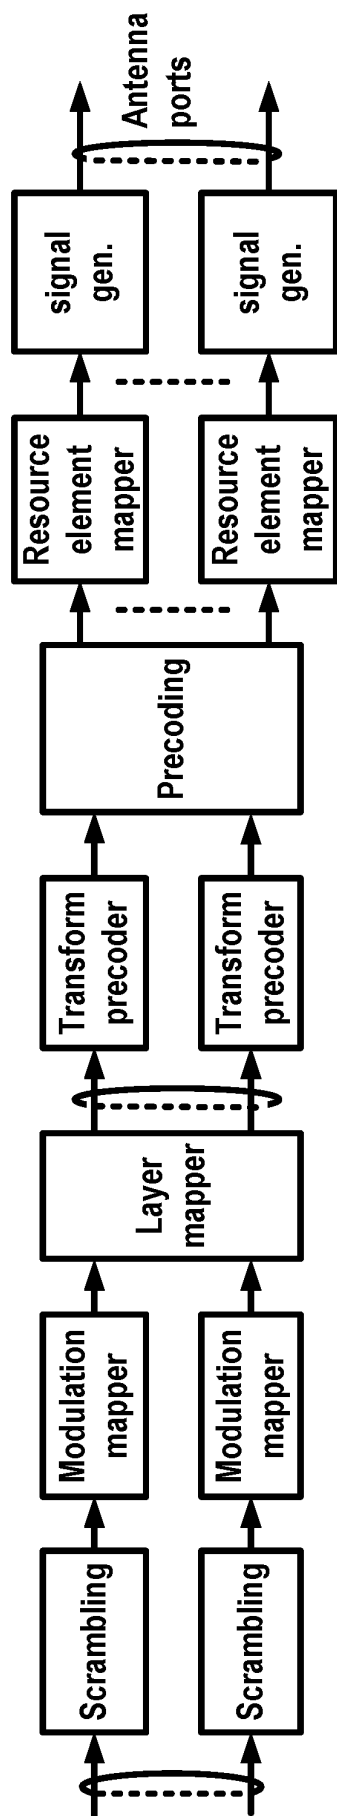 Scrambling
Scrambling
Modulation
mapper
Modulation
mapper
Layer
mapper
Transform
precoder
Transform
precoder
Precoding
Resource
element
mapper
Resource
element
mapper
signal
gen.
signal
gen.
Antenna
ports